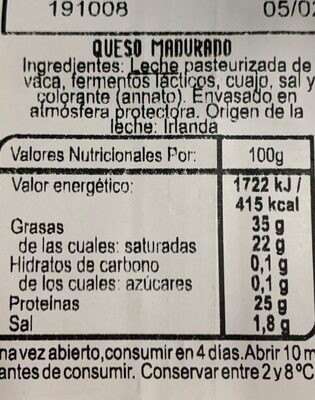 191008 05/02
QUESO MADURADO
Ingredientes: Leche pasteurizada de
vaca, fermentos lácticos, cuajo, sal y
colorante (annato). Envasado en
atmósfera protectora. Origen de la
leche: Irlanda
Valores Nutricionales Por: 100g
Valor energético: 1722 kJ /
415 kcal
Grasas 35 g
de las cuales: saturadas 22 g
Hidratos de carbono 0,1 g
de los cuales: azúcares 0,1 g
Proteínas 25 g
Sal 1,8 g
na vez abierto,consumir en 4 días.Abrir 10 m
antes de consumir. Conservar entre 2 y 8 ºC